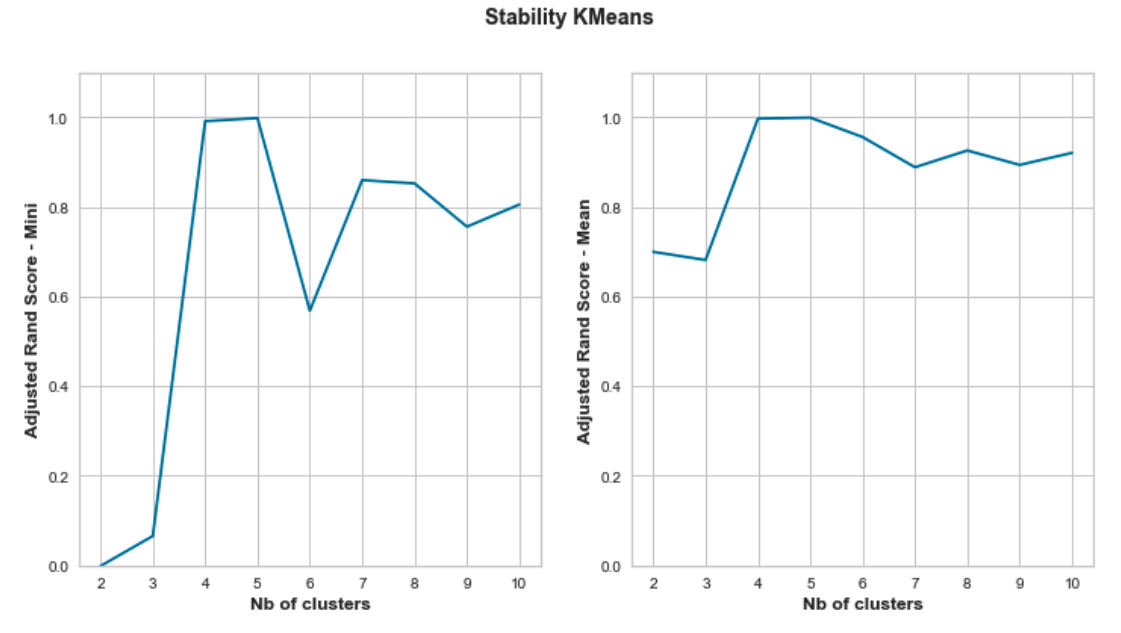 Stability KMeans
Adjusted Rand Score - Mini
1.0
0.8
0.6
0.4
0.2
0.0
2 3 4 5 6 7 8 9 10
Nb of clusters
Adjusted Rand Score - Mean
1.0
0.8
0.6
0.4
0.2
0.0
2 3 4 5 6 7 8 9 10
Nb of clusters